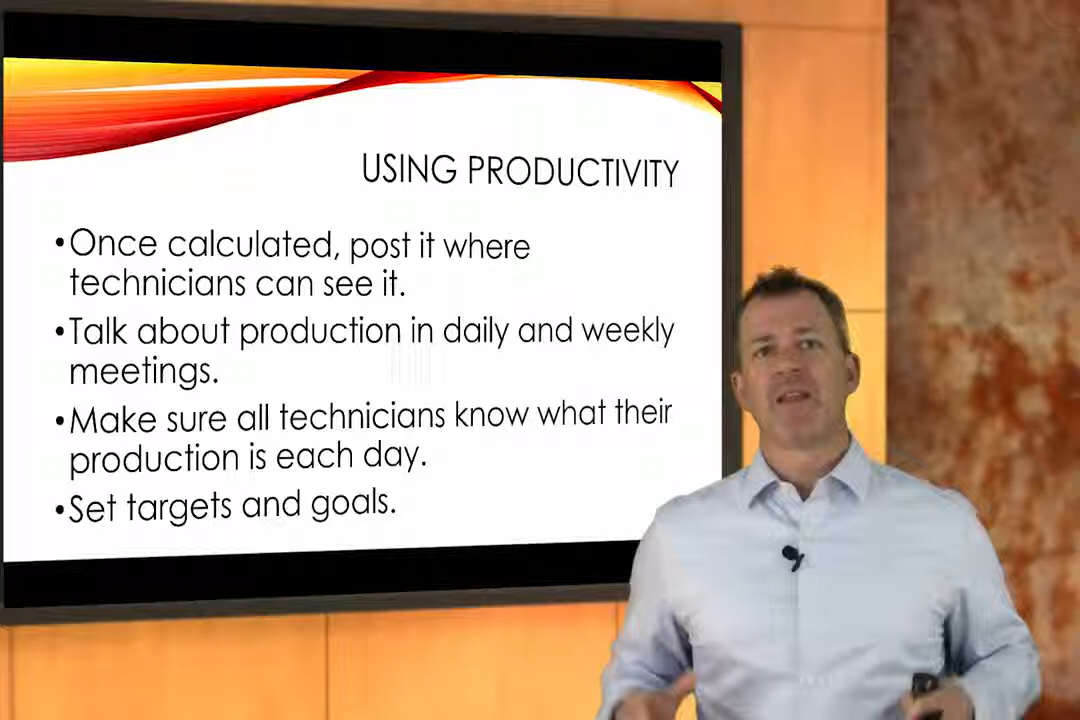 USING PRODUCTIVITY
•Once calculated, post it where
technicians can see it.
•Talk about production in daily and weekly
meetings.
•Make sure all technicians know what their
production is each day.
•Set targets and goals.